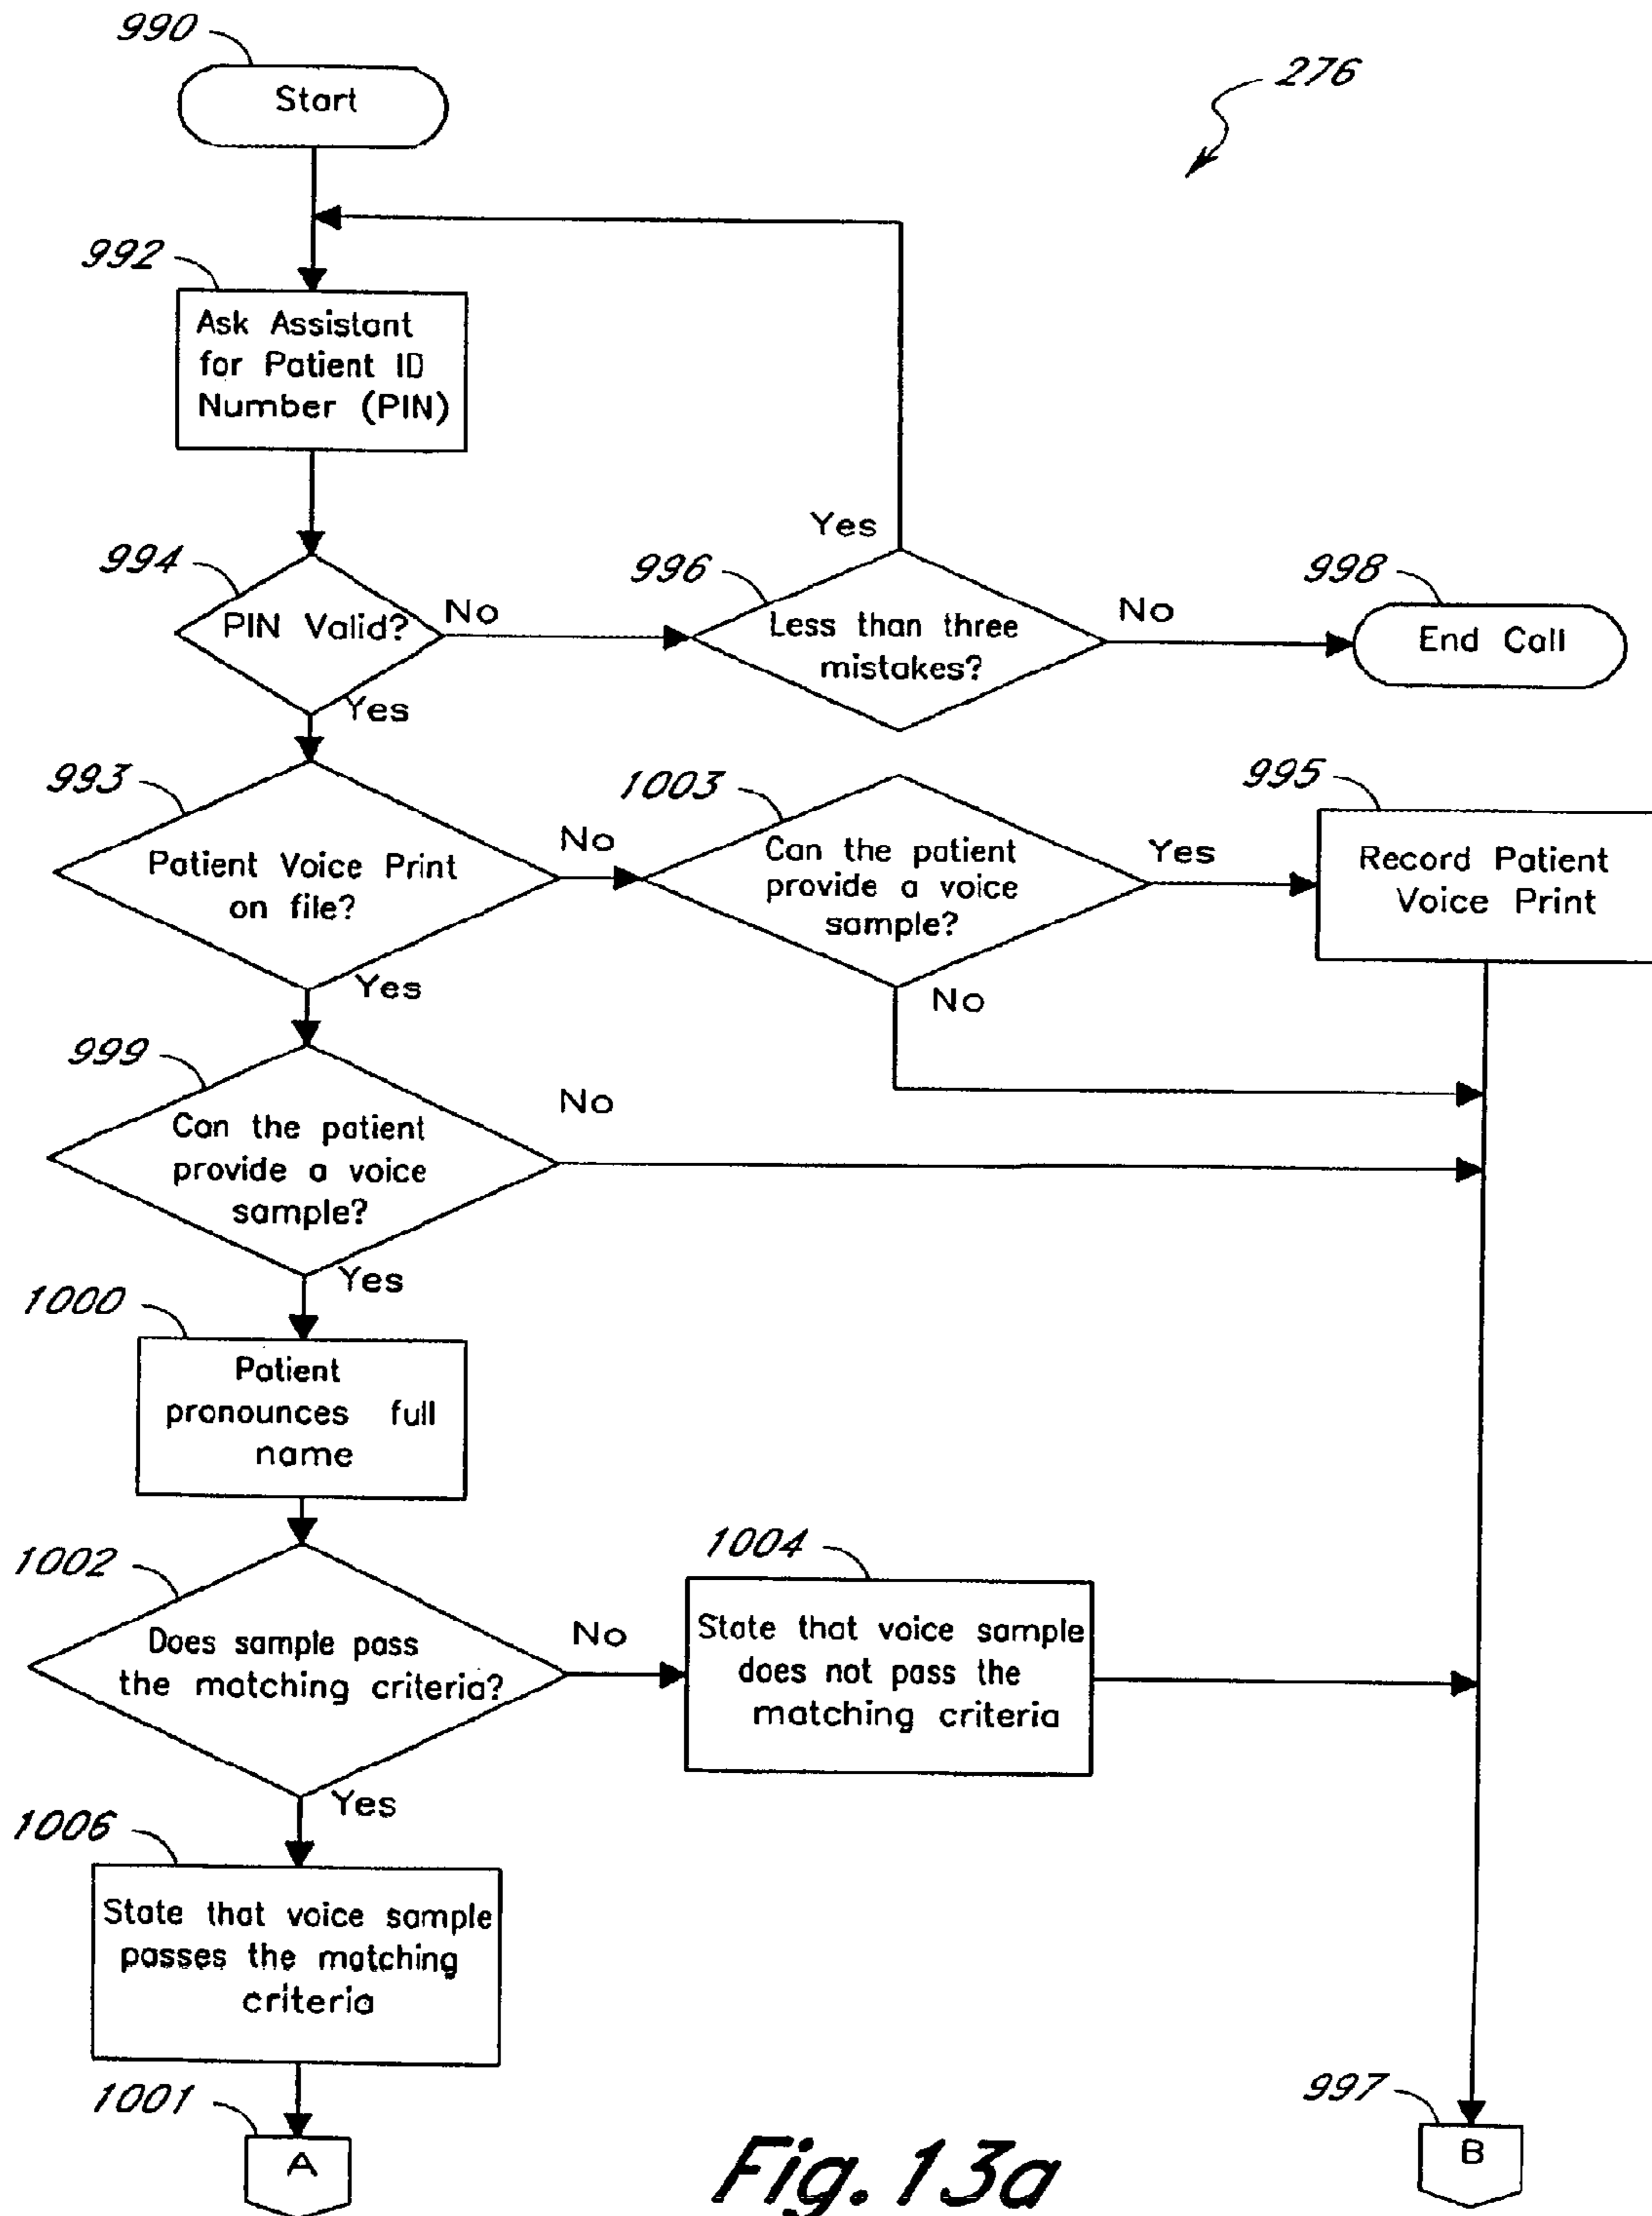 990
Start
276
992
Ask Assistant
for Patient ID
Number (PIN)
994
PIN Valid?
No
Yes
996
Less than three
mistakes?
Yes
No
998
End Call
993
Patient Voice Print
on file?
No
Yes
1003
Can the patient
provide a voice
sample?
Yes
No
995
Record Patient
Voice Print
999
Can the patient
provide a voice
sample?
No
Yes
1000
Patient
pronounces full
name
1002
Does sample pass
the matching criteria?
No
Yes
1004
State that voice sample
does not pass the
matching criteria
1006
State that voice sample
passes the matching
criteria
1001
A
997
B
Fig. 13a